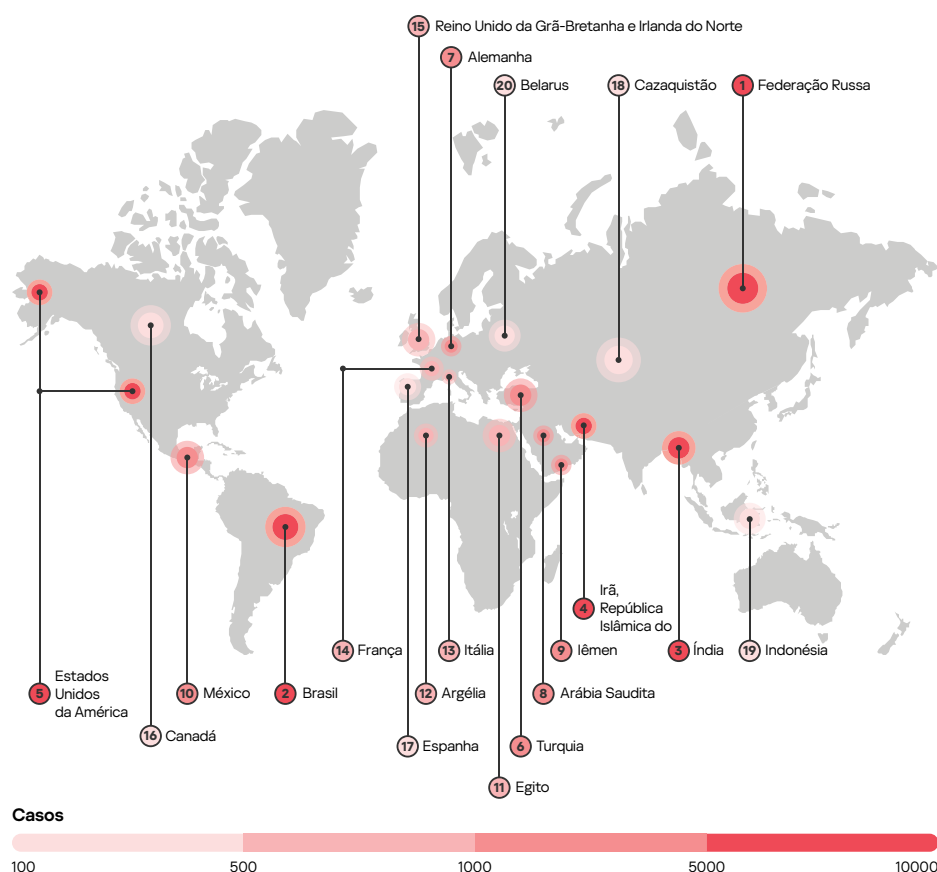 15 Reino Unido da Grã-Bretanha e Irlanda do Norte
7 Alemanha
20 Belarus
18 Cazaquistão
1 Federação Russa
4 Irã,
República
Islâmica do
14 França
13 Itália
9 Iêmen
3 Índia
19 Indonésia
5 Estados
Unidos
da América
10 México
2 Brasil
12 Argélia
8 Arábia Saudita
16 Canadá
17 Espanha
6 Turquia
11 Egito
Casos
100 500 1000 5000 10000